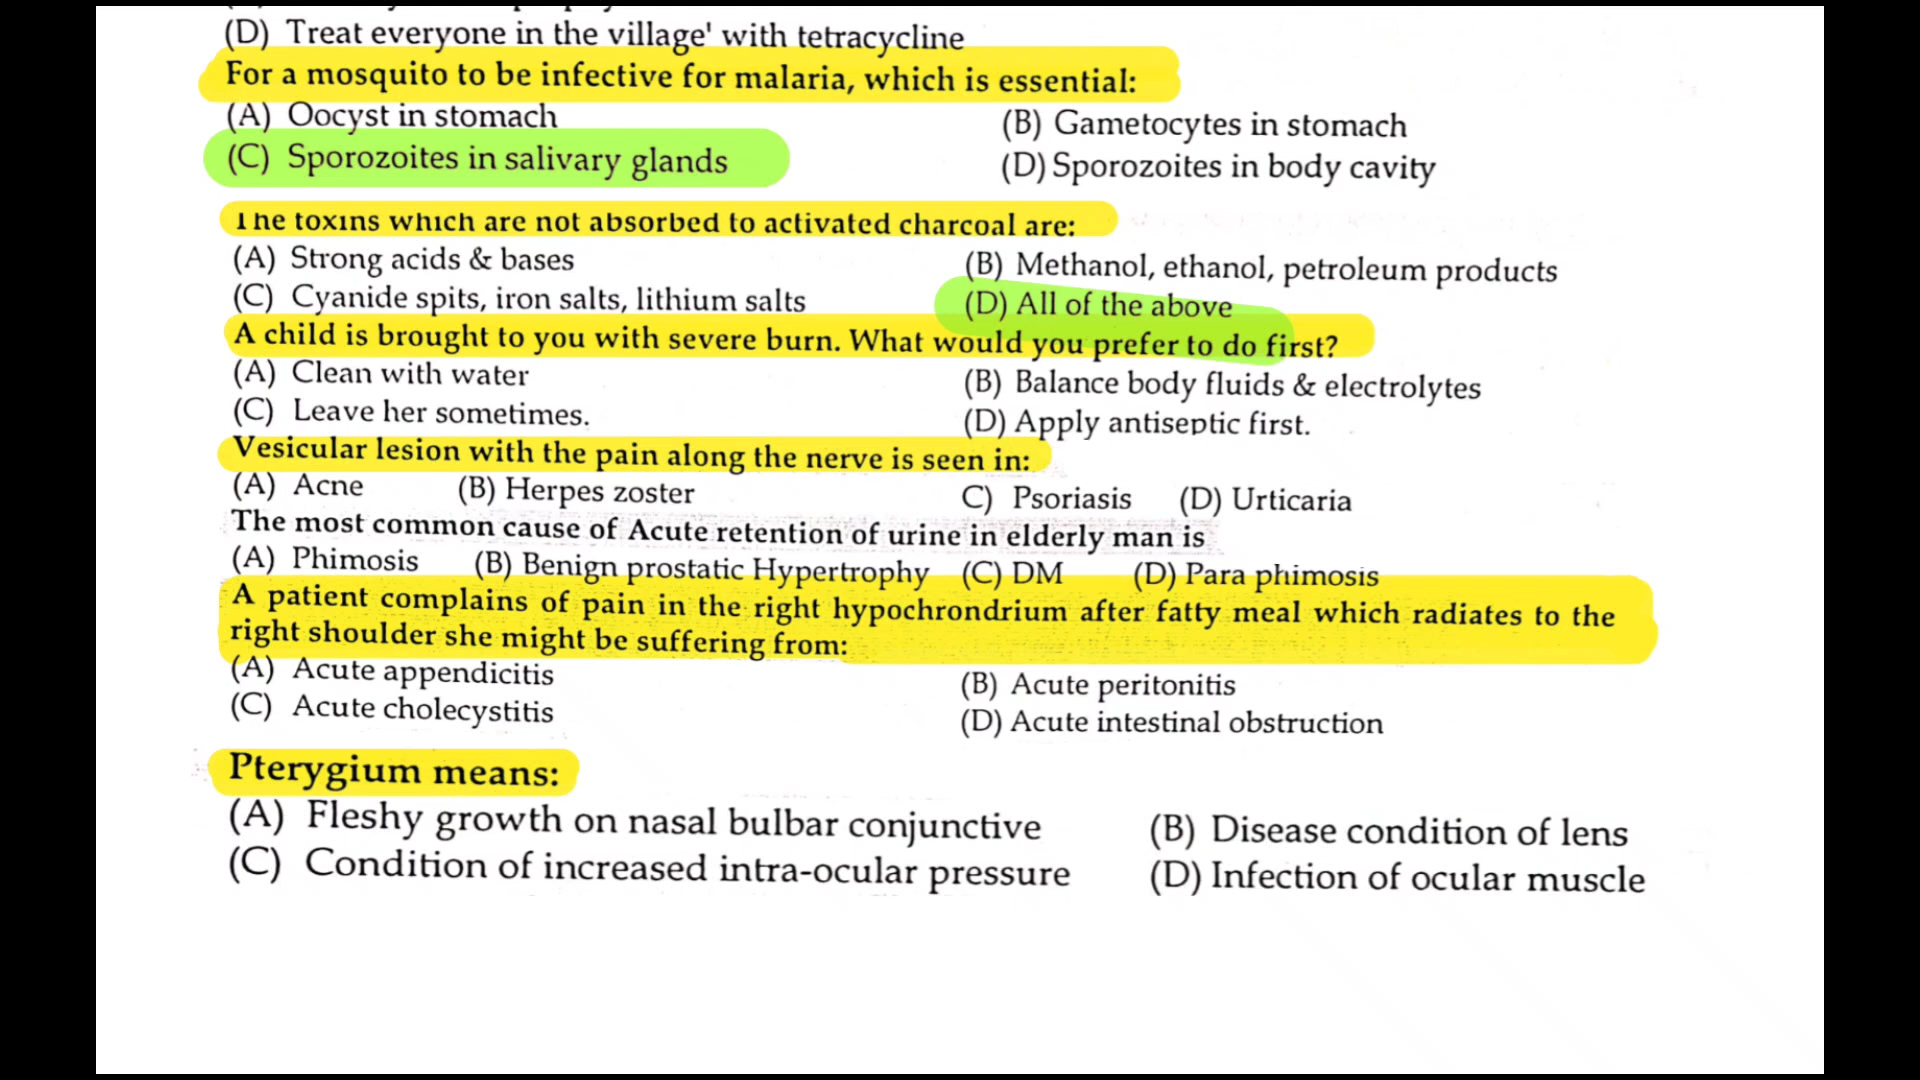 (D) Treat everyone in the village' with tetracycline
For a mosquito to be infective for malaria, which is essential:
(A) Oocyst in stomach (B) Gametocytes in stomach
(C) Sporozoites in salivary glands (D) Sporozoites in body cavity
The toxins which are not absorbed to activated charcoal are:
(A) Strong acids & bases (B) Methanol, ethanol, petroleum products
(C) Cyanide spits, iron salts, lithium salts (D) All of the above
A child is brought to you with severe burn. What would you prefer to do first?
(A) Clean with water (B) Balance body fluids & electrolytes
(C) Leave her sometimes. (D) Apply antiseptic first.
Vesicular lesion with the pain along the nerve is seen in:
(A) Acne (B) Herpes zoster C) Psoriasis (D) Urticaria
The most common cause of Acute retention of urine in elderly man is
(A) Phimosis (B) Benign prostatic Hypertrophy (C) DM (D) Para phimosis
A patient complains of pain in the right hypochrondrium after fatty meal which radiates to the
right shoulder she might be suffering from:
(A) Acute appendicitis (B) Acute peritonitis
(C) Acute cholecystitis (D) Acute intestinal obstruction
Pterygium means:
(A) Fleshy growth on nasal bulbar conjunctive (B) Disease condition of lens
(C) Condition of increased intra-ocular pressure (D) Infection of ocular muscle